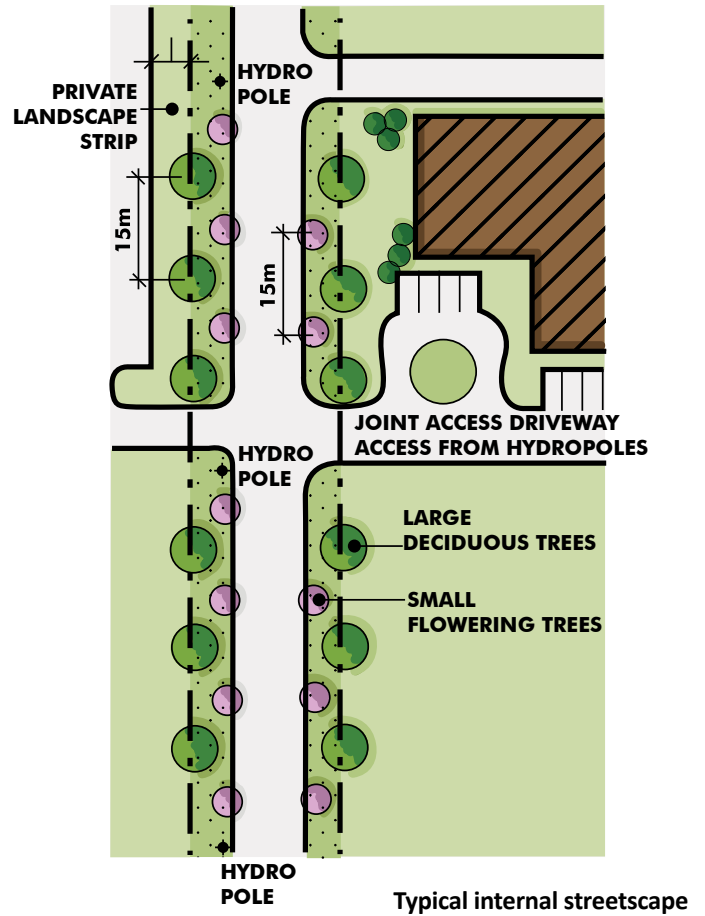 HYDRO
POLE
PRIVATE
LANDSCAPE
STRIP
15m
15m
JOINT ACCESS DRIVEWAY
ACCESS FROM HYDROPOLES
HYDRO
POLE
LARGE
DECIDUOUS TREES
SMALL
FLOWERING TREES
HYDRO
POLE
Typical internal streetscape